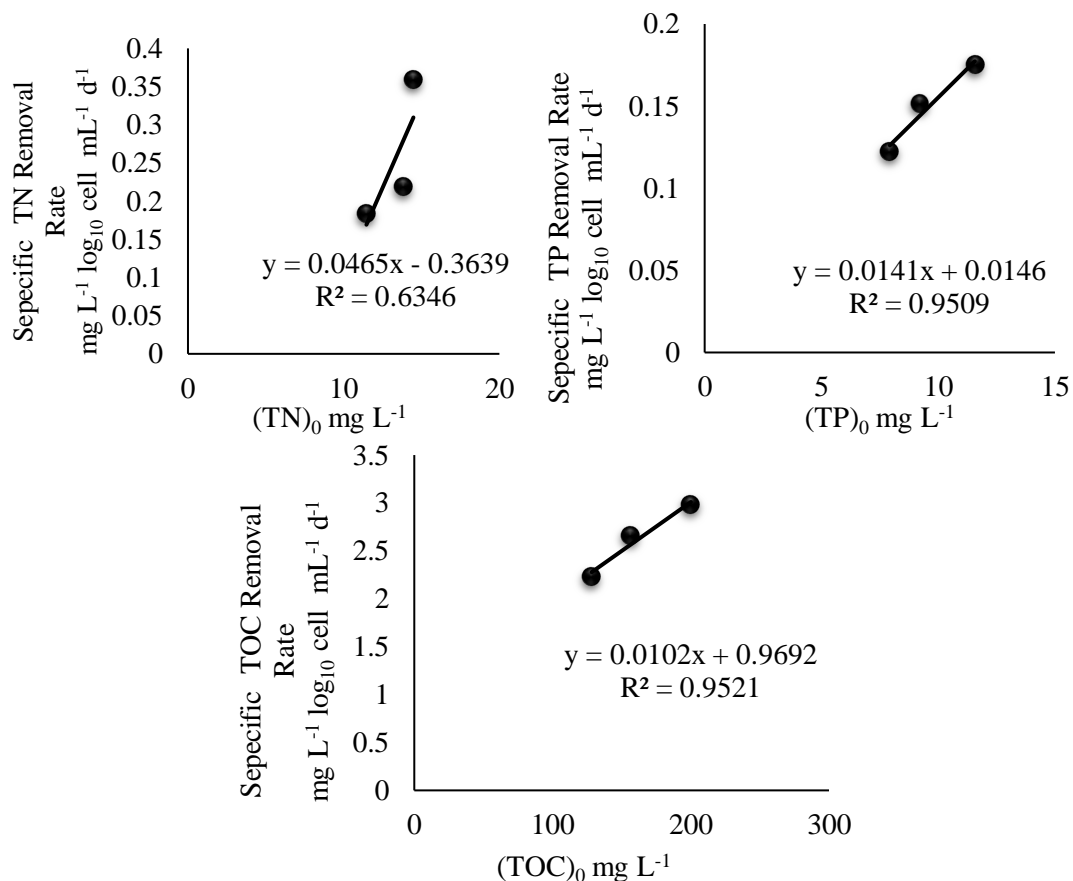 Sepecific TN Removal
Rate
mg L⁻¹ log₁₀ cell mL⁻¹ d⁻¹
0.4
0.35
0.3
0.25
0.2
0.15
0.1
0.05
0
y = 0.0465x - 0.3639
R² = 0.6346
0
10
20
(TN)₀ mg L⁻¹
Sepecific TP Removal Rate
mg L⁻¹ log₁₀ cell mL⁻¹ d⁻¹
0.2
0.15
0.1
0.05
0
y = 0.0141x + 0.0146
R² = 0.9509
0
5
10
15
(TP)₀ mg L⁻¹
Sepecific TOC Removal
Rate
mg L⁻¹ log₁₀ cell mL⁻¹ d⁻¹
3.5
3
2.5
2
1.5
1
0.5
0
y = 0.0102x + 0.9692
R² = 0.9521
0
100
200
300
(TOC)₀ mg L⁻¹